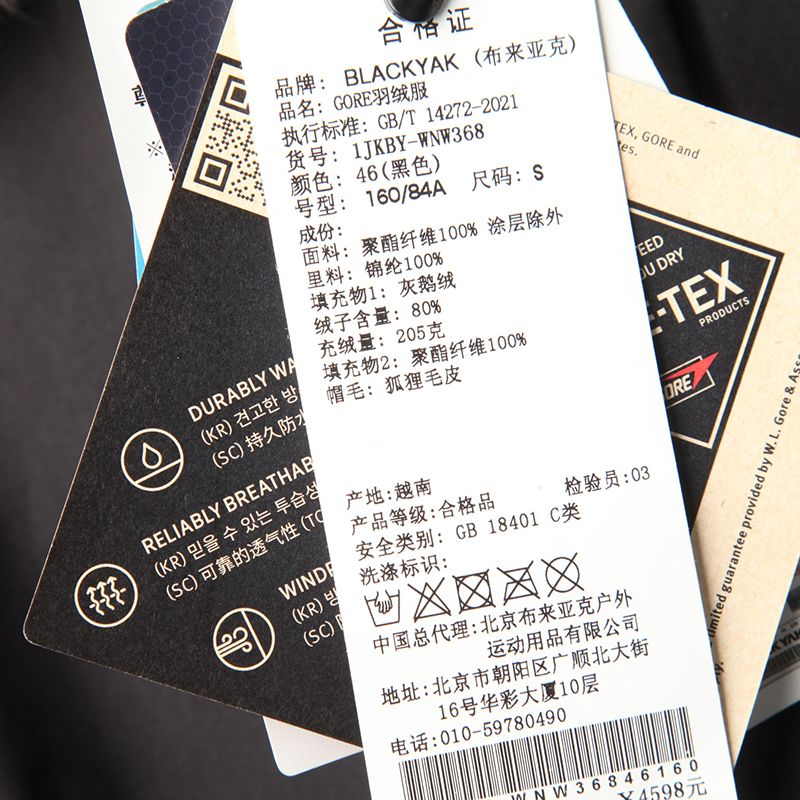 合格证
品牌: BLACKYAK (布来亚克)
品名: GORE羽绒服
执行标准: GB/T 14272-2021
货号: 1JKBY-WNW368
颜色: 46(黑色)
号型: 160/84A 尺码: S
成份:
面料: 聚酯纤维100% 涂层除外
里料: 锦纶100%
填充物1: 灰鹅绒
绒子含量: 80%
充绒量: 205克
填充物2: 聚酯纤维100%
帽毛: 狐狸毛皮
产地: 越南 检验员: 03
产品等级: 合格品
安全类别: GB 18401 C类
洗涤标识:
中国总代理: 北京布来亚克户外
运动用品有限公司
地址: 北京市朝阳区广顺北大街
16号华彩大厦10层
电话: 010-59780490
WNW36846160
¥4598元
DURABLY WA
(KR) 견고한 방
(SC) 持久防水
RELIABLY BREATHAB
(KR) 믿을 수 있는 투습성
(SC) 可靠的透气性 (TC
WINDP
(KR) 방
(SC) 防
TEX, GORE and
EED
OU DRY
E-TEX
PRODUCTS
ORE
limited guarantee provided by W. L. Gore & Asso